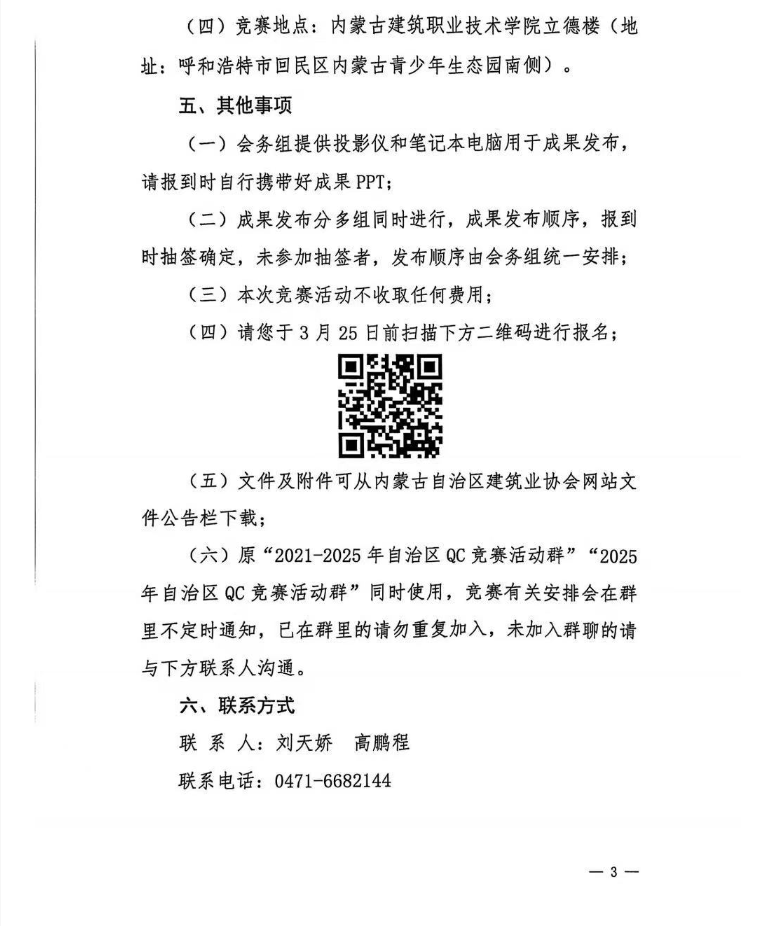 （四）竞赛地点：内蒙古建筑职业技术学院立德楼（地
址：呼和浩特市回民区内蒙古青少年生态园南侧）。
五、其他事项
（一）会务组提供投影仪和笔记本电脑用于成果发布，
请报到时自行携带好成果 PPT；
（二）成果发布分多组同时进行，成果发布顺序，报到
时抽签确定，未参加抽签者，发布顺序由会务组统一安排；
（三）本次竞赛活动不收取任何费用；
（四）请您于 3 月 25 日前扫描下方二维码进行报名；
（五）文件及附件可从内蒙古自治区建筑业协会网站文
件公告栏下载；
（六）原“2021-2025 年自治区 QC 竞赛活动群”“2025
年自治区 QC 竞赛活动群”同时使用，竞赛有关安排会在群
里不定时通知，已在群里的请勿重复加入，未加入群聊的请
与下方联系人沟通。
六、联系方式
联 系 人：刘天娇 高鹏程
联系电话：0471-6682144
— 3 —